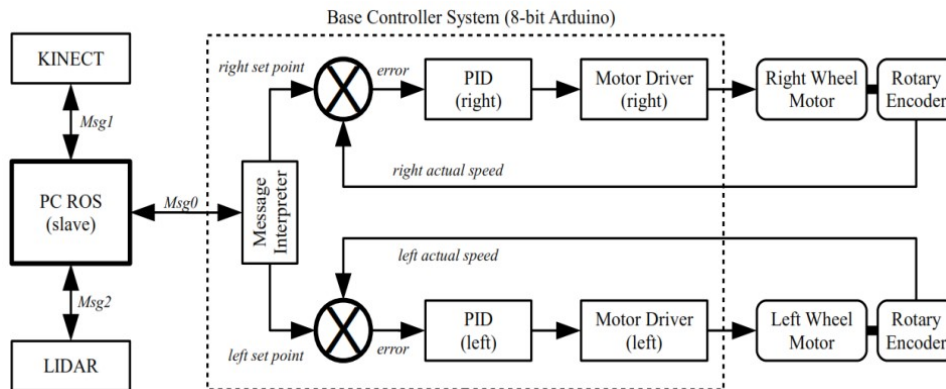 Base Controller System (8-bit Arduino)
KINECT
Msg1
PC ROS
(slave)
Msg2
LIDAR
Msg0
Message
Interpreter
right set point
error
PID
(right)
Motor Driver
(right)
Right Wheel
Motor
Rotary
Encoder
right actual speed
left actual speed
left set point
error
PID
(left)
Motor Driver
(left)
Left Wheel
Motor
Rotary
Encoder